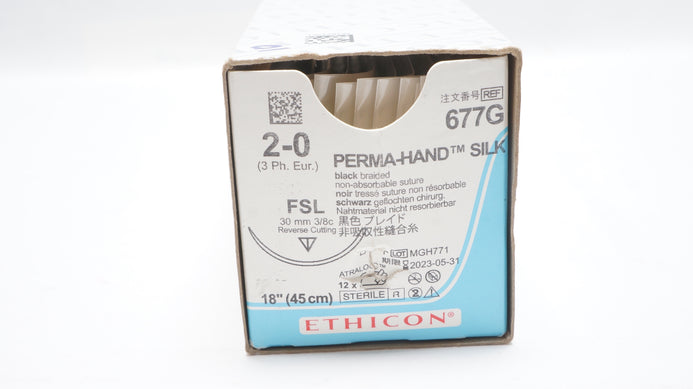 注文番号 REF
677G
2-0
(3 Ph. Eur.)
PERMA-HAND™ SILK
black braided
non-absorbable suture
noir tressé suture non résorbable
schwarz geflochten chirurg.
Nahtmaterial nicht resorbierbar
黒色 ブレイド
非吸収性縫合糸
FSL
30 mm 3/8c
Reverse Cutting
LOT MGH771
2023-05-31
12 x
STERILE R
2
18" (45 cm)
ETHICON®